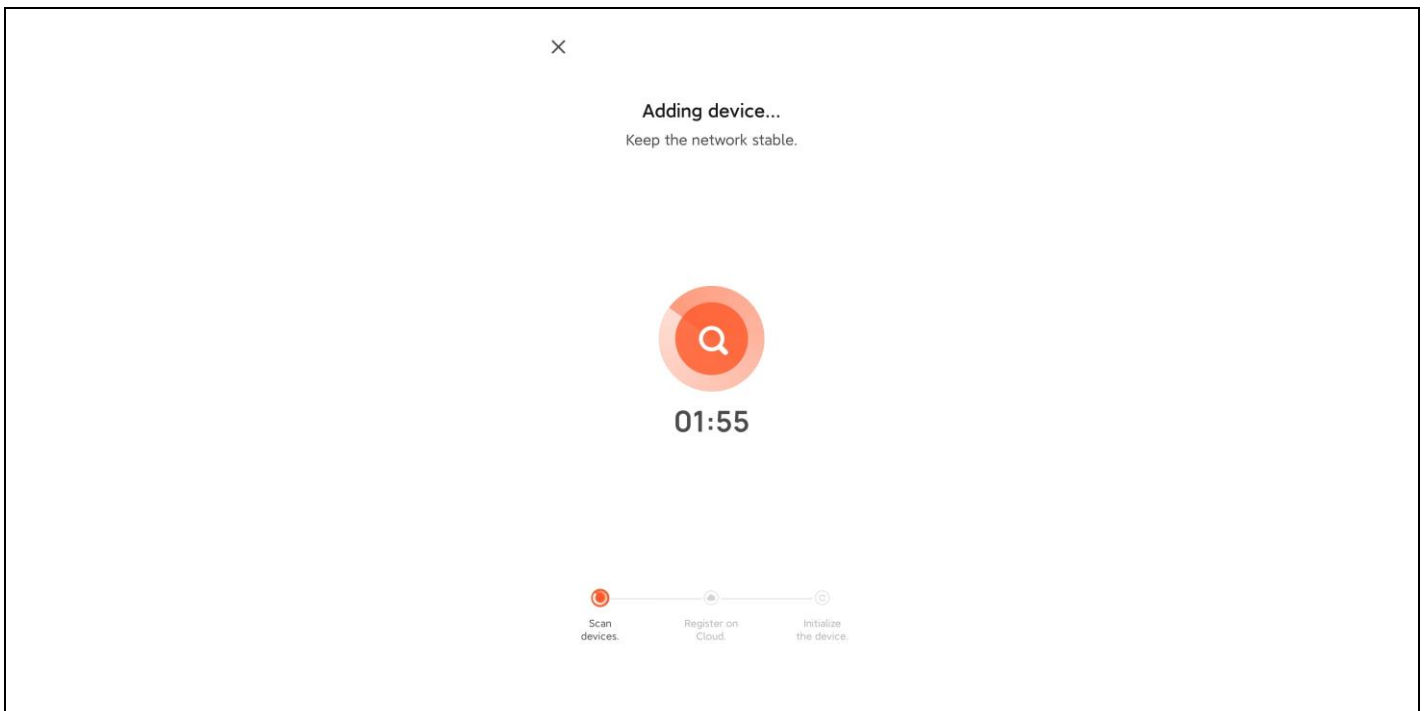 Adding device...
Keep the network stable.
01:55
Scan
devices.
Register on
Cloud.
Initialize
the device.